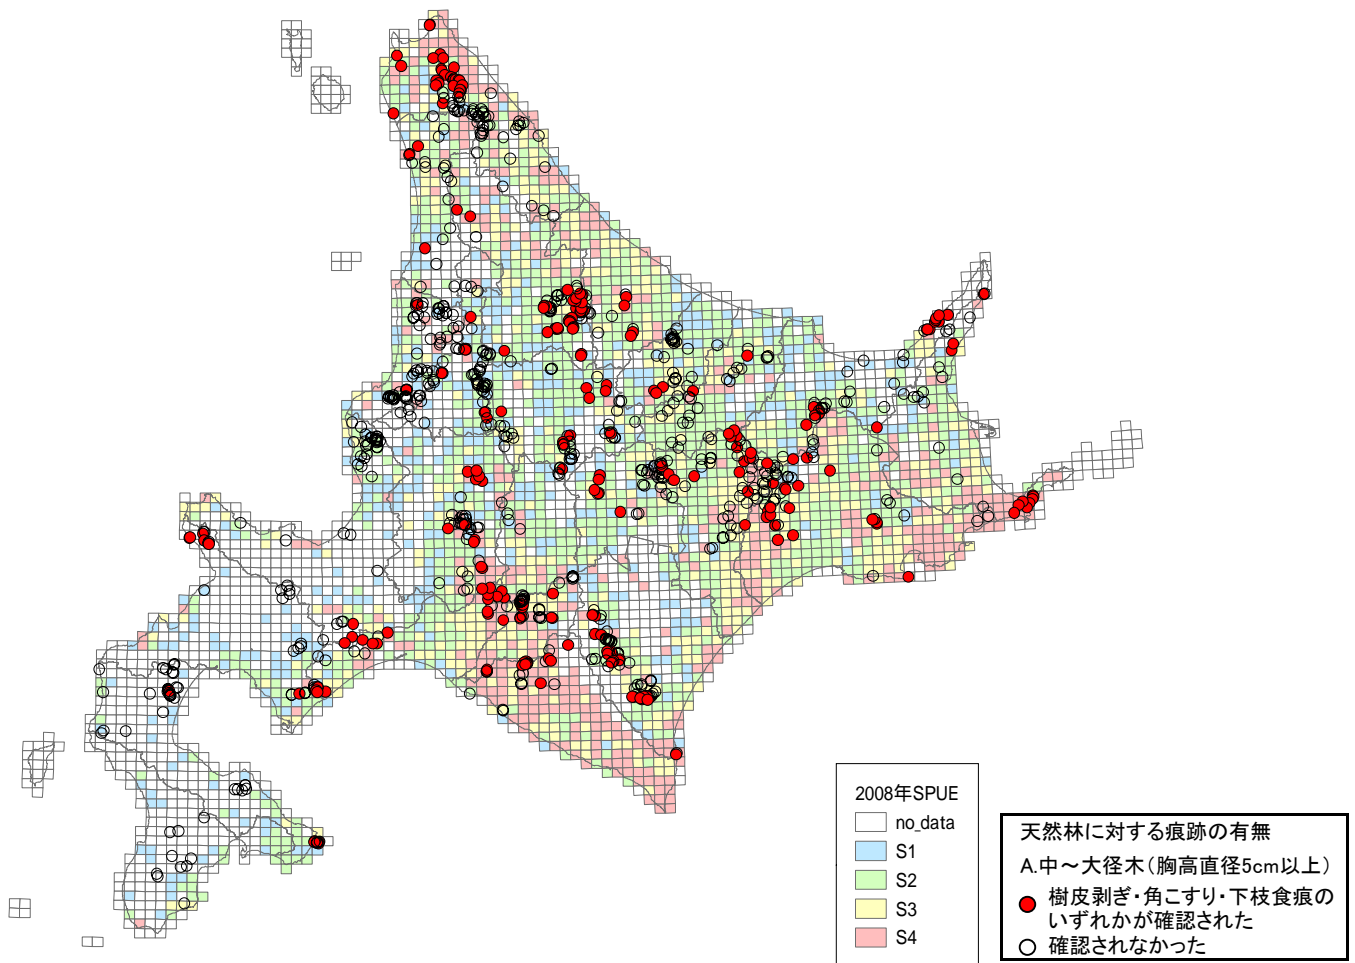 2008年SPUE
no_data
S1
S2
S3
S4
天然林に対する痕跡の有無
A.中～大径木（胸高直径5cm以上）
樹皮剥ぎ・角こすり・下枝食痕の
いずれかが確認された
確認されなかった